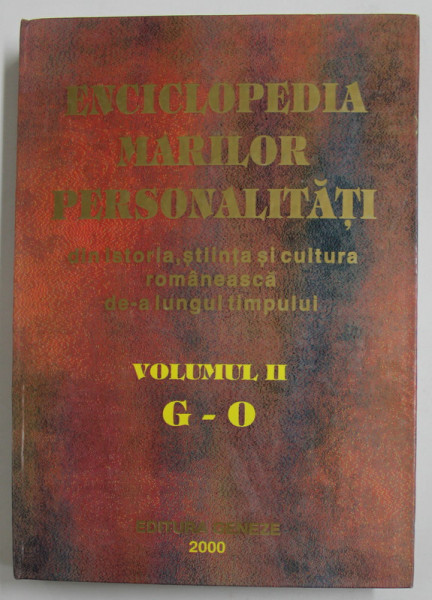 ENCICLOPEDIA
MARILOR
PERSONALITĂȚI
din istoria, știința și cultura
românească
de-a lungul timpului
VOLUMUL II
G - O
EDITURA GENEZE
2000